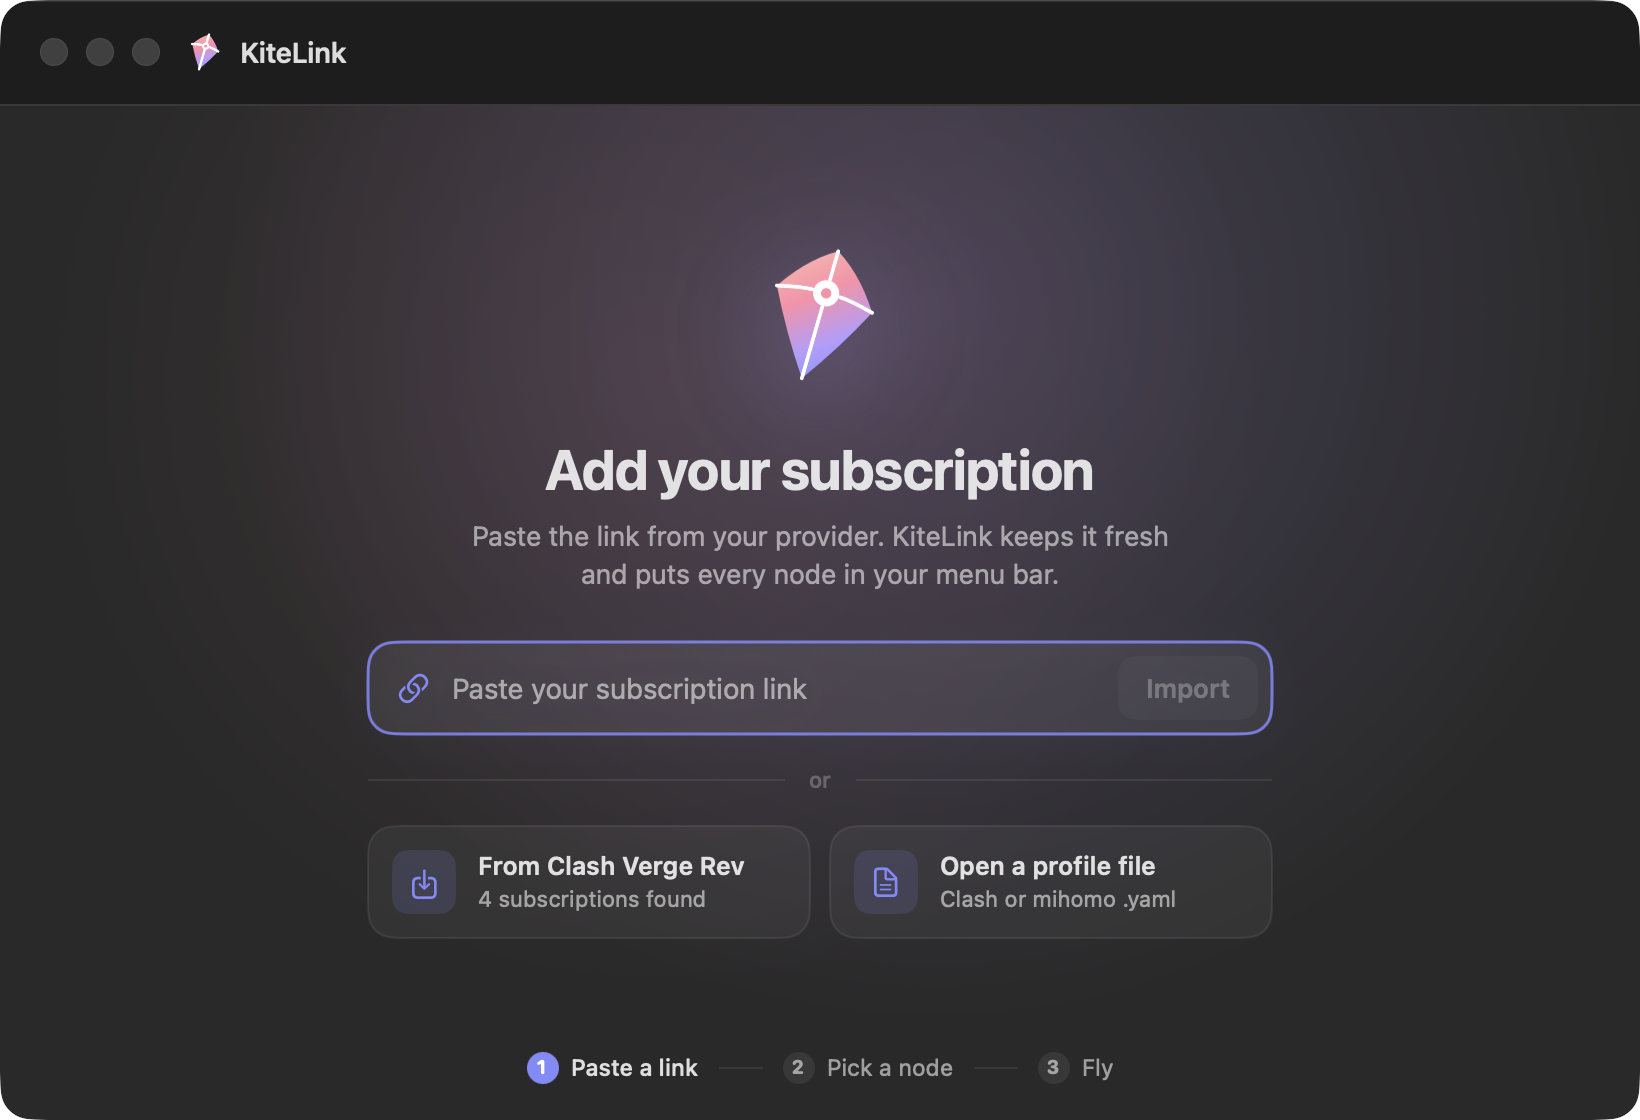 KiteLink
Add your subscription
Paste the link from your provider. KiteLink keeps it fresh
and puts every node in your menu bar.
Paste your subscription link
Import
or
From Clash Verge Rev
4 subscriptions found
Open a profile file
Clash or mihomo .yaml
1 Paste a link
2 Pick a node
3 Fly